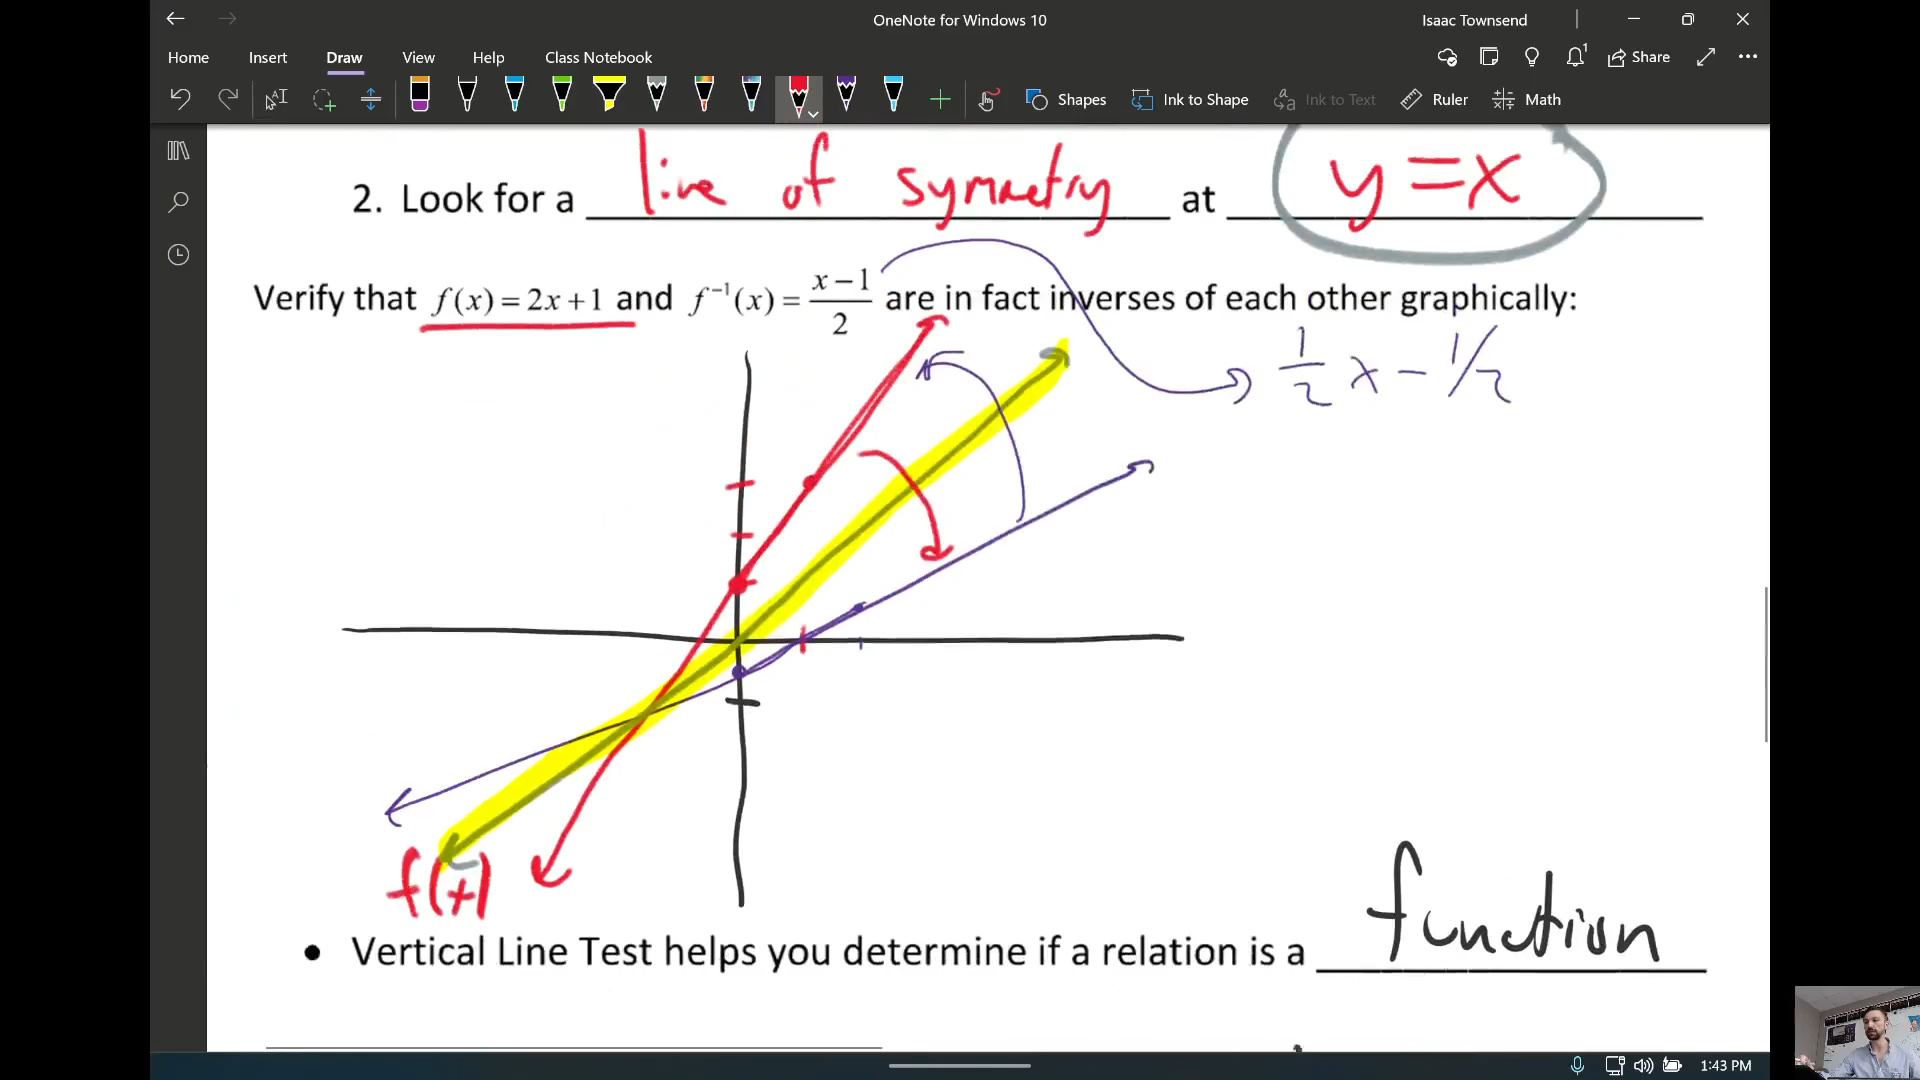 OneNote for Windows 10
Isaac Townsend
Home Insert Draw View Help Class Notebook
1
Share
Shapes Ink to Shape Ink to Text Ruler Math
2. Look for a line of symmetry at y = x
Verify that f(x) = 2x + 1 and f⁻¹(x) = (x − 1)/2 are in fact inverses of each other graphically:
1/2 x − 1/2
f(x)
function
• Vertical Line Test helps you determine if a relation is a
1:43 PM